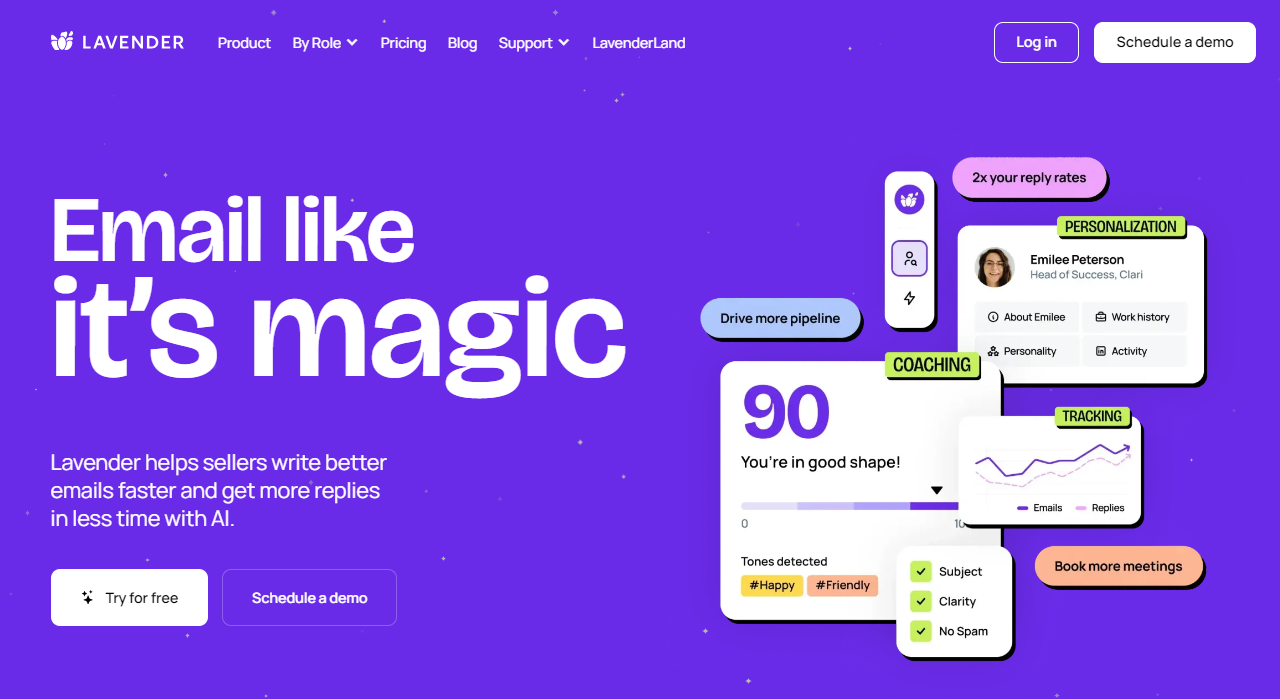 LAVENDER
Product
By Role
Pricing
Blog
Support
LavenderLand
Log in
Schedule a demo
Email like
it's magic
Lavender helps sellers write better
emails faster and get more replies
in less time with AI.
Try for free
Schedule a demo
2x your reply rates
PERSONALIZATION
Emilee Peterson
Head of Success, Clari
About Emilee
Work history
Personality
Activity
Drive more pipeline
COACHING
90
You're in good shape!
0
10
Tones detected
#Happy
#Friendly
TRACKING
Emails
Replies
Subject
Clarity
No Spam
Book more meetings